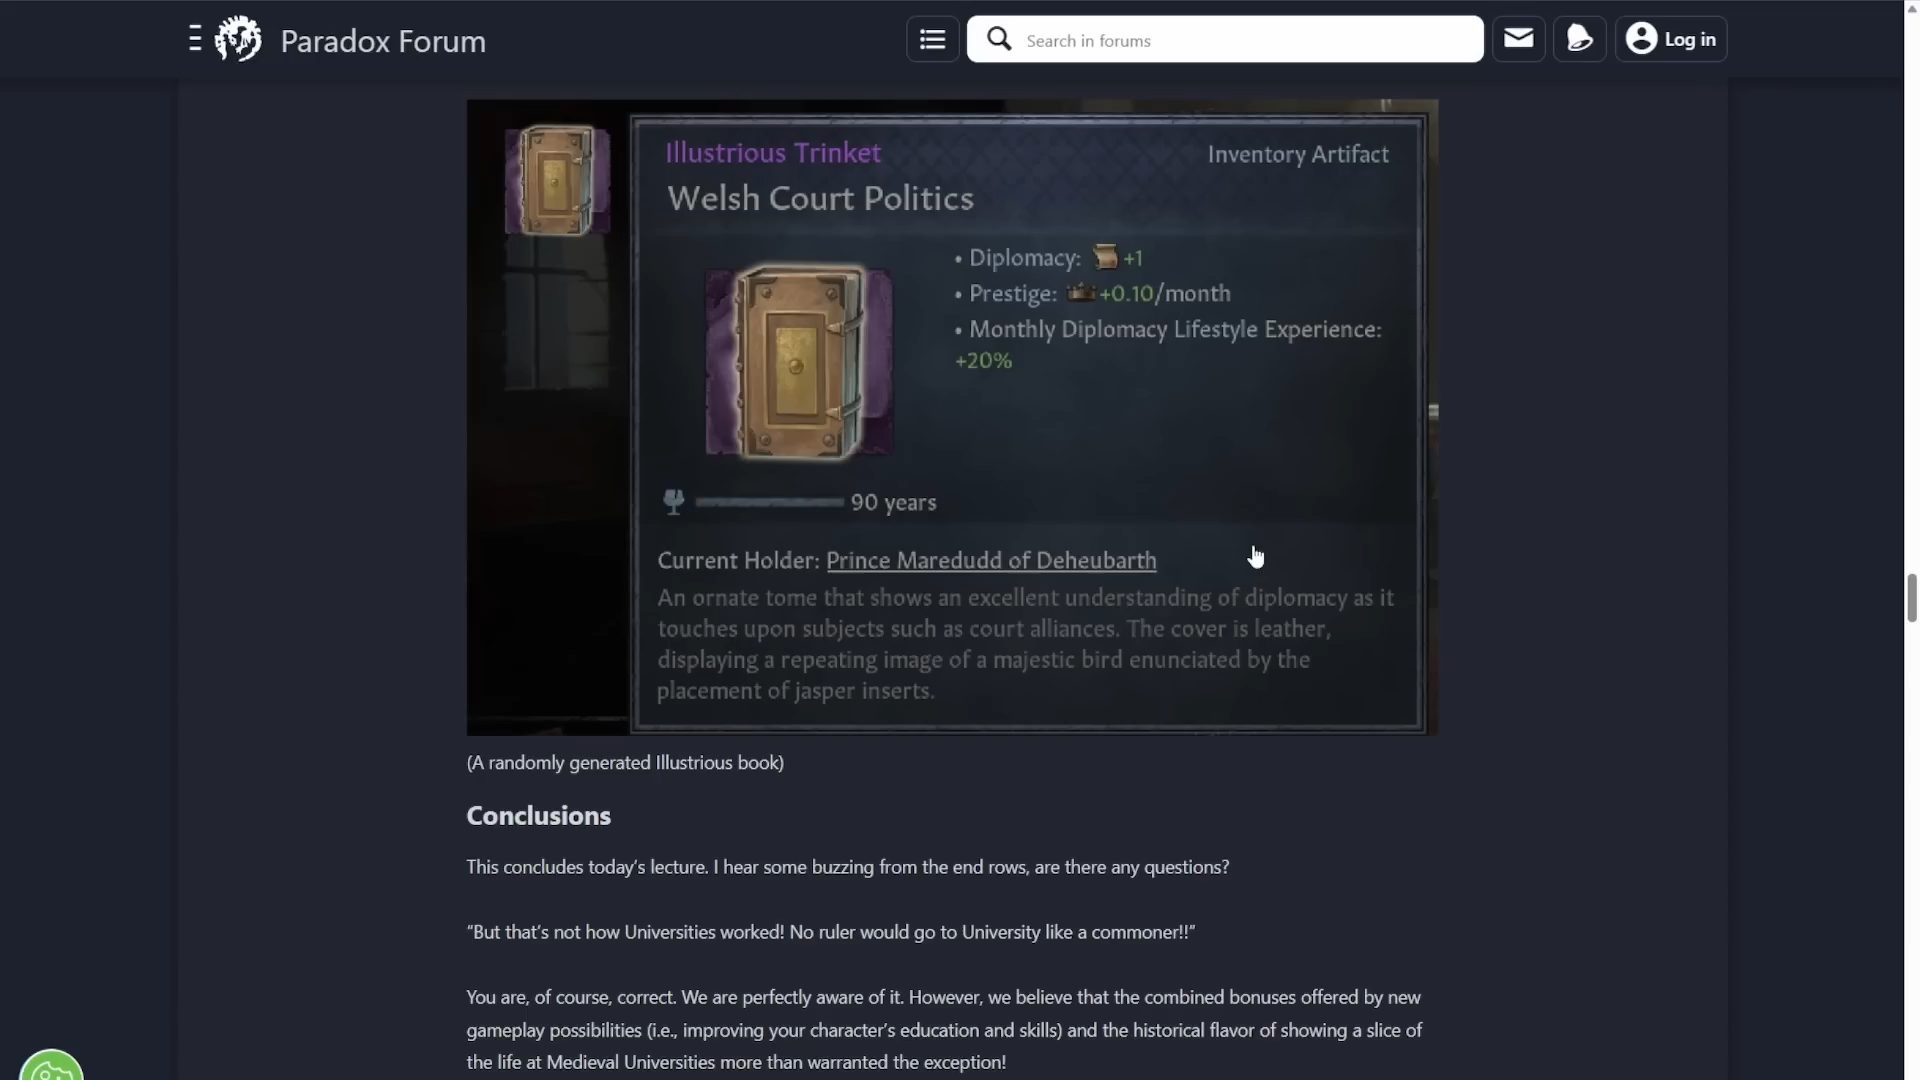 Paradox Forum
Search in forums
Log in
Illustrious Trinket
Inventory Artifact
Welsh Court Politics
• Diplomacy: +1
• Prestige: +0.10/month
• Monthly Diplomacy Lifestyle Experience:
+20%
90 years
Current Holder: Prince Maredudd of Deheubarth
An ornate tome that shows an excellent understanding of diplomacy as it
touches upon subjects such as court alliances. The cover is leather,
displaying a repeating image of a majestic bird enunciated by the
placement of jasper inserts.
(A randomly generated Illustrious book)
Conclusions
This concludes today’s lecture. I hear some buzzing from the end rows, are there any questions?
“But that’s not how Universities worked! No ruler would go to University like a commoner!!”
You are, of course, correct. We are perfectly aware of it. However, we believe that the combined bonuses offered by new
gameplay possibilities (i.e., improving your character’s education and skills) and the historical flavor of showing a slice of
the life at Medieval Universities more than warranted the exception!